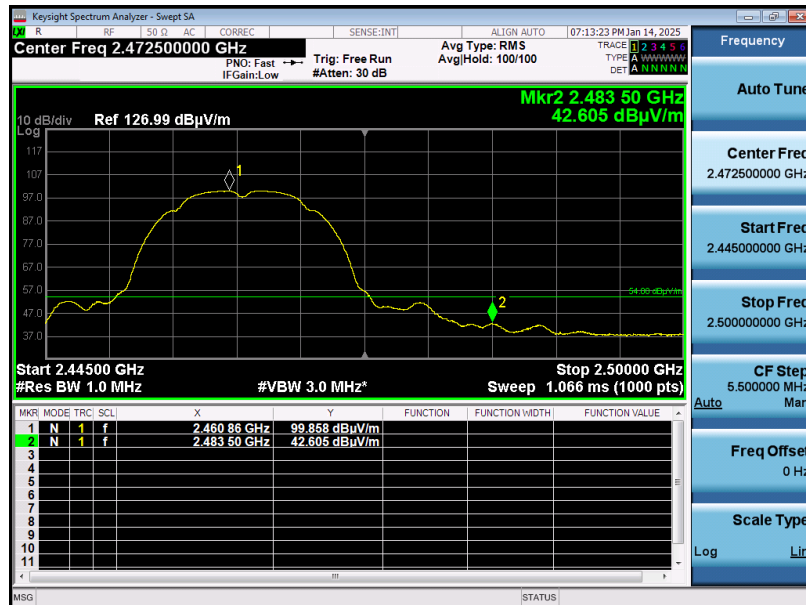 Keysight Spectrum Analyzer - Swept SA
LXI R RF 50 Ω AC CORREC SENSE:INT ALIGN AUTO 07:13:23 PM Jan 14, 2025
Center Freq 2.472500000 GHz
PNO: Fast
IFGain:Low
Trig: Free Run
#Atten: 30 dB
Avg Type: RMS
Avg|Hold: 100/100
TRACE 1 2 3 4 5 6
TYPE A WWWWW
DET A N N N N N
Mkr2 2.483 50 GHz
42.605 dBµV/m
10 dB/div Ref 126.99 dBµV/m
Log
117
107
97.0
87.0
77.0
67.0
57.0
47.0
37.0
1
2
54.00 dBµV/m
Start 2.44500 GHz Stop 2.50000 GHz
#Res BW 1.0 MHz #VBW 3.0 MHz* Sweep 1.066 ms (1000 pts)
MKR MODE TRC SCL X Y FUNCTION FUNCTION WIDTH FUNCTION VALUE
1 N 1 f 2.460 86 GHz 99.858 dBµV/m
2 N 1 f 2.483 50 GHz 42.605 dBµV/m
3
4
5
6
7
8
9
10
11
MSG STATUS
Frequency
Auto Tune
Center Freq
2.472500000 GHz
Start Freq
2.445000000 GHz
Stop Freq
2.500000000 GHz
CF Step
5.500000 MHz
Auto Man
Freq Offset
0 Hz
Scale Type
Log Lin